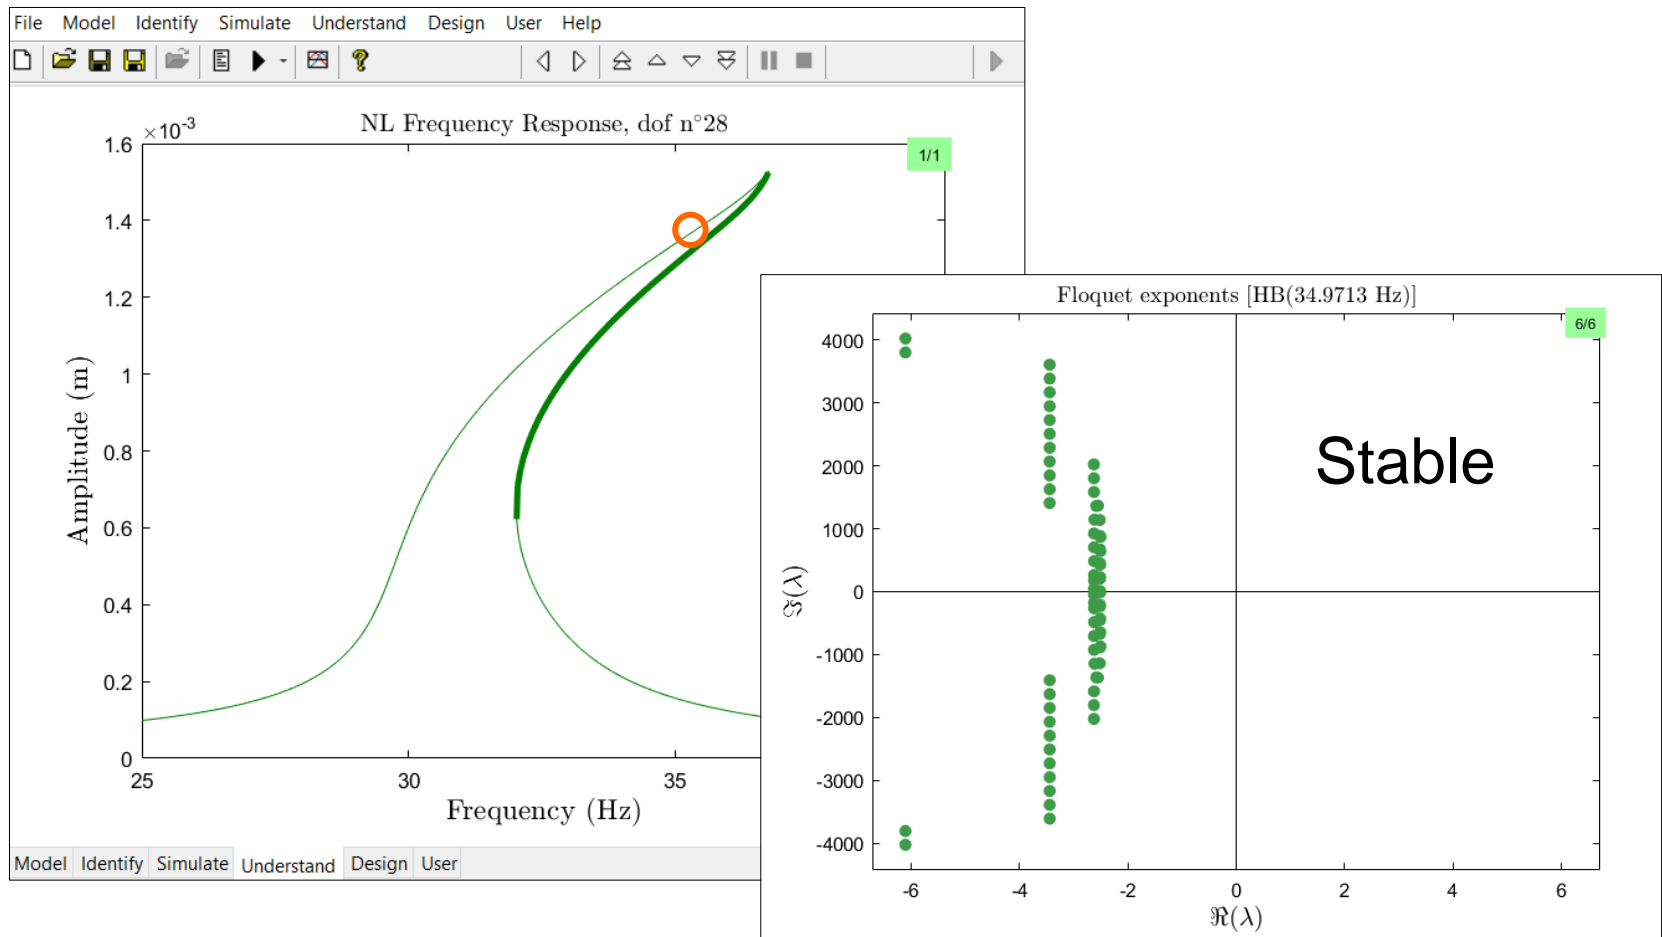 File Model Identify Simulate Understand Design User Help
NL Frequency Response, dof n°28
×10-3
1/1
1.6
1.4
1.2
1
0.8
0.6
0.4
0.2
0
Amplitude (m)
25 30 35
Frequency (Hz)
Model Identify Simulate Understand Design User
Floquet exponents [HB(34.9713 Hz)]
6/6
4000
3000
2000
1000
0
-1000
-2000
-3000
-4000
ℑ(λ)
Stable
-6 -4 -2 0 2 4 6
ℜ(λ)